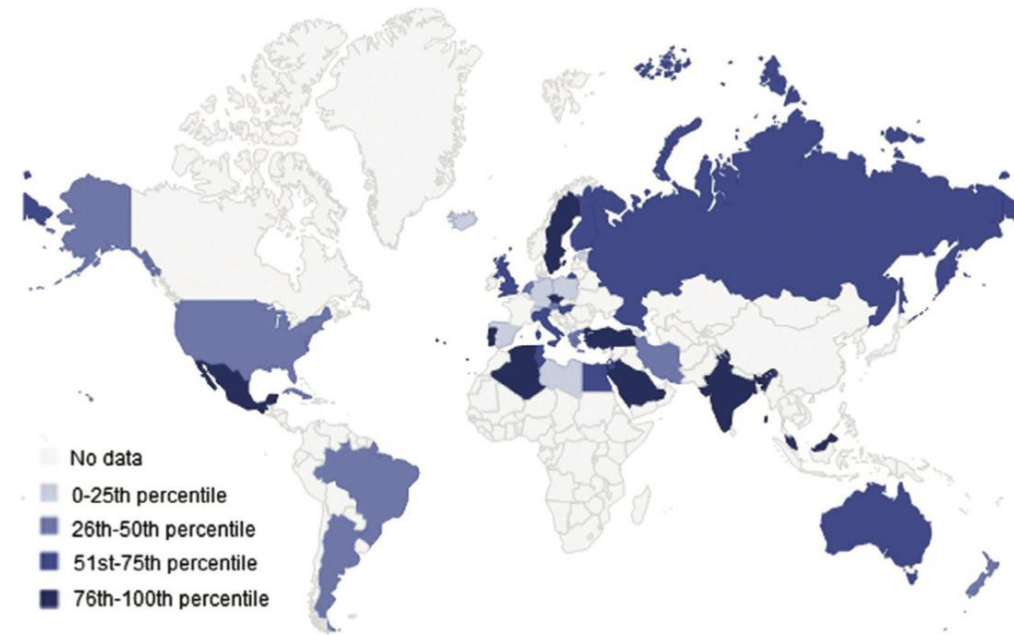 No data
0-25th percentile
26th-50th percentile
51st-75th percentile
76th-100th percentile